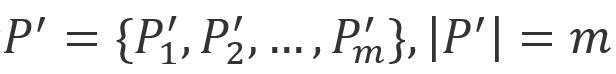 P′ = {P′₁, P′₂, …, P′ₘ}, |P′| = m